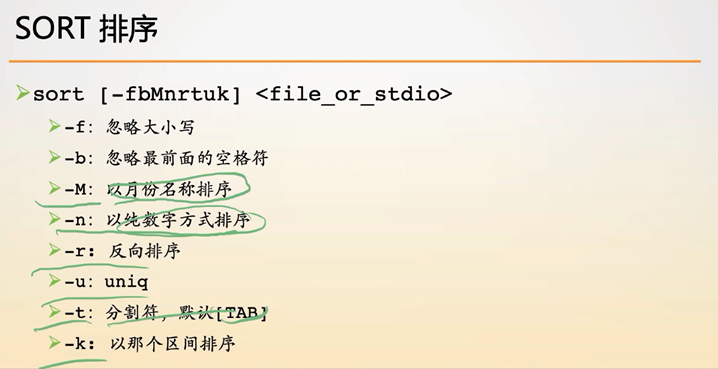 SORT 排序
sort [-fbMnrtuk] <file_or_stdio>
-f: 忽略大小写
-b: 忽略最前面的空格符
-M: 以月份名称排序
-n: 以纯数字方式排序
-r: 反向排序
-u: uniq
-t: 分割符，默认[TAB]
-k: 以那个区间排序